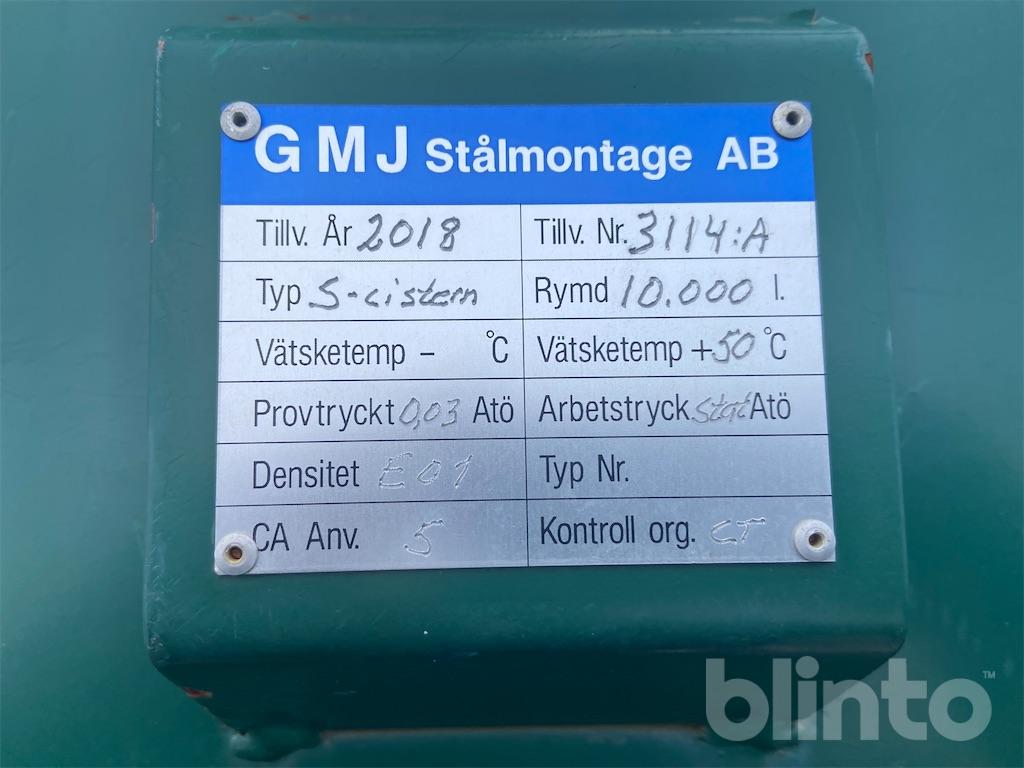 GMJ Stålmontage AB
Tillv. År 2018 Tillv. Nr. 3114:A
Typ S-cistern Rymd 10.000 l.
Vätsketemp - °C Vätsketemp +50 °C
Provtryckt 0,03 Atö Arbetstryck Stat Atö
Densitet E01 Typ Nr.
CA Anv. 5 Kontroll org. CT
blinto™